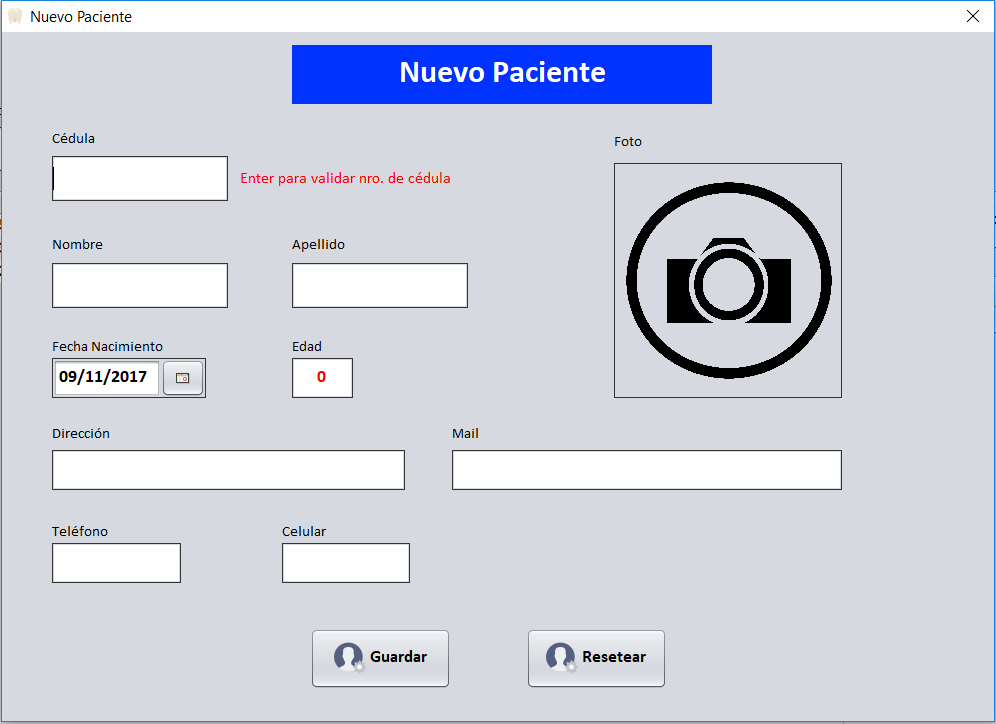 Nuevo Paciente
Nuevo Paciente
Cédula
Foto
Enter para validar nro. de cédula
Nombre
Apellido
Fecha Nacimiento
Edad
09/11/2017
0
Dirección
Mail
Teléfono
Celular
Guardar
Resetear